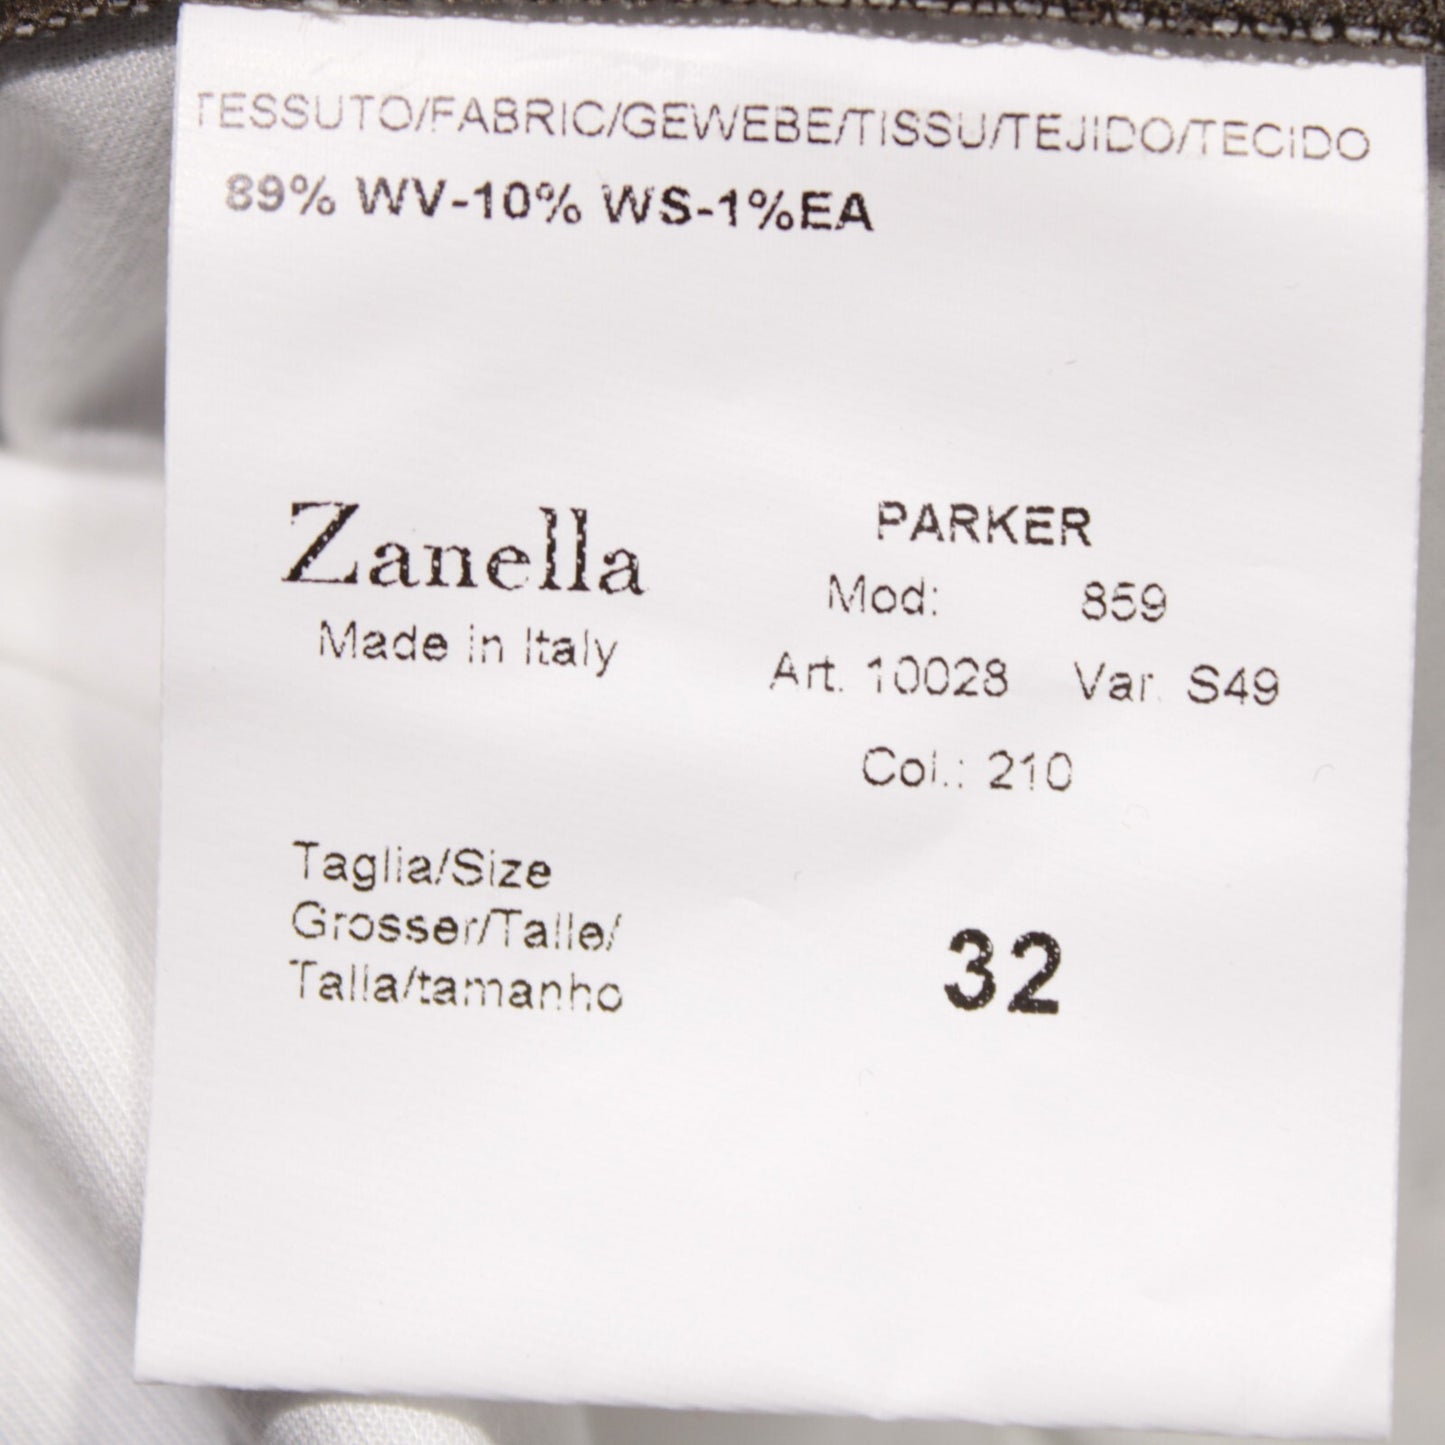 TESSUTO/FABRIC/GEWEBE/TISSU/TEJIDO/TECIDO
89% WV-10% WS-1%EA
Zanella
Made in Italy
PARKER
Mod: 859
Art. 10028 Var. S49
Col.: 210
Taglia/Size
Grosser/Talle/
Talla/tamanho
32